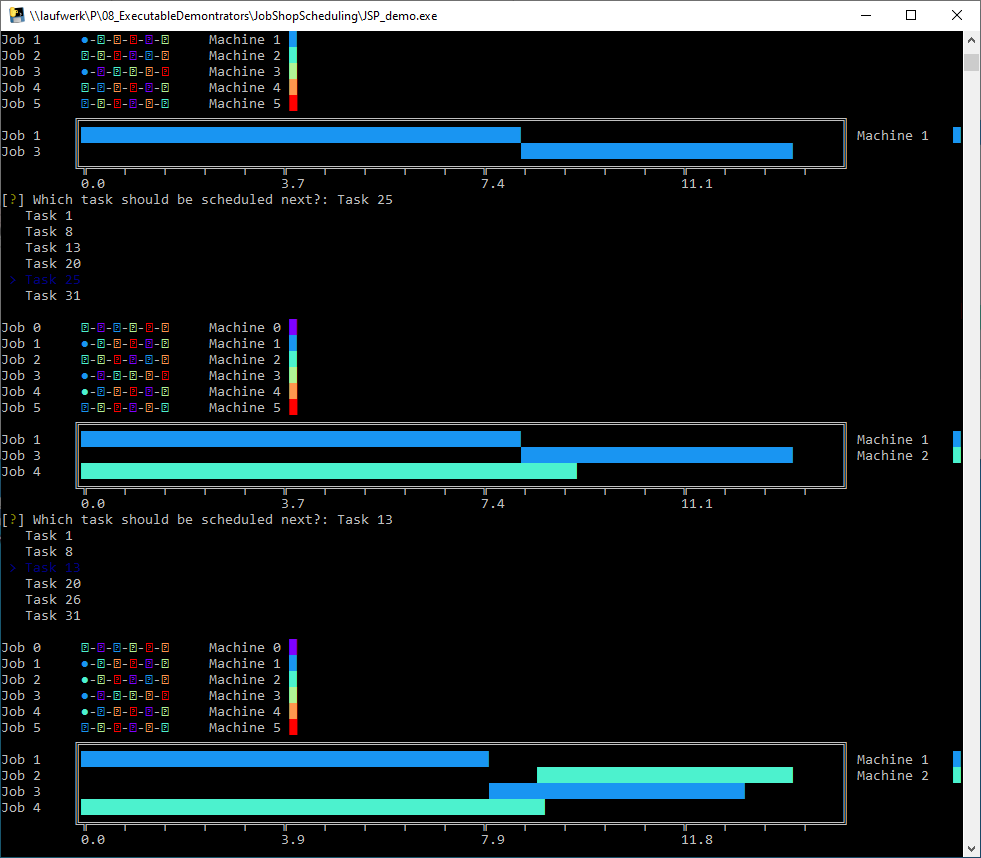 \\laufwerk\P\08_ExecutableDemontrators\JobShopScheduling\JSP_demo.exe
Job 1 ●-⍰-⍰-⍰-⍰-⍰ Machine 1
Job 2 ⍰-⍰-⍰-⍰-⍰-⍰ Machine 2
Job 3 ●-⍰-⍰-⍰-⍰-⍰ Machine 3
Job 4 ⍰-⍰-⍰-⍰-⍰-⍰ Machine 4
Job 5 ⍰-⍰-⍰-⍰-⍰-⍰ Machine 5
Job 1 Machine 1
Job 3
0.0 3.7 7.4 11.1
[?] Which task should be scheduled next?: Task 25
Task 1
Task 8
Task 13
Task 20
> Task 25
Task 31
Job 0 ⍰-⍰-⍰-⍰-⍰-⍰ Machine 0
Job 1 ●-⍰-⍰-⍰-⍰-⍰ Machine 1
Job 2 ⍰-⍰-⍰-⍰-⍰-⍰ Machine 2
Job 3 ●-⍰-⍰-⍰-⍰-⍰ Machine 3
Job 4 ●-⍰-⍰-⍰-⍰-⍰ Machine 4
Job 5 ⍰-⍰-⍰-⍰-⍰-⍰ Machine 5
Job 1 Machine 1
Job 3 Machine 2
Job 4
0.0 3.7 7.4 11.1
[?] Which task should be scheduled next?: Task 13
Task 1
Task 8
> Task 13
Task 20
Task 26
Task 31
Job 0 ⍰-⍰-⍰-⍰-⍰-⍰ Machine 0
Job 1 ●-⍰-⍰-⍰-⍰-⍰ Machine 1
Job 2 ●-⍰-⍰-⍰-⍰-⍰ Machine 2
Job 3 ●-⍰-⍰-⍰-⍰-⍰ Machine 3
Job 4 ●-⍰-⍰-⍰-⍰-⍰ Machine 4
Job 5 ⍰-⍰-⍰-⍰-⍰-⍰ Machine 5
Job 1 Machine 1
Job 2 Machine 2
Job 3
Job 4
0.0 3.9 7.9 11.8